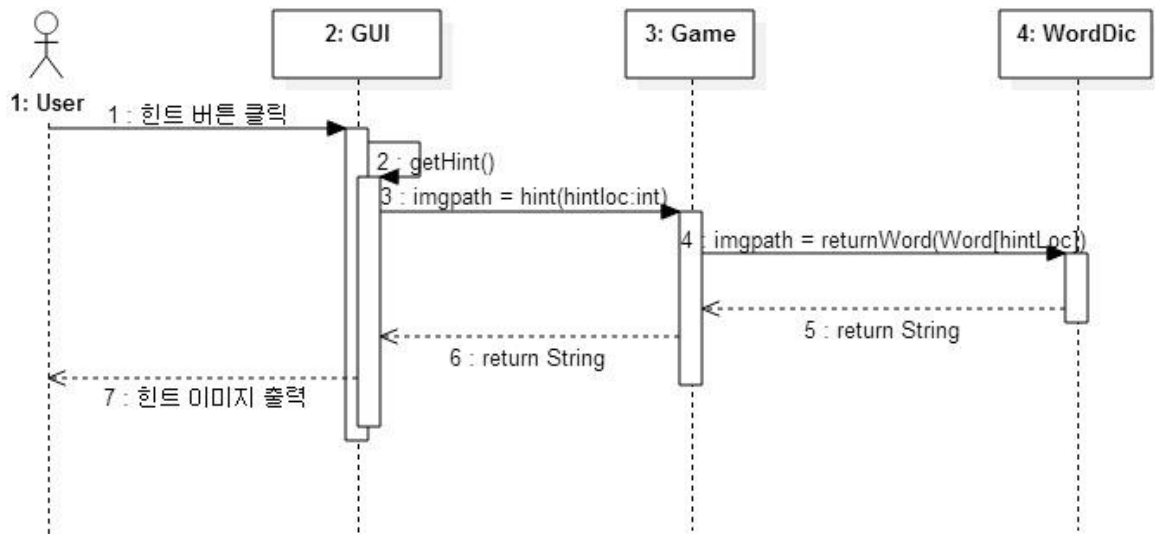 2: GUI
3: Game
4: WordDic
1: User
1 : 힌트 버튼 클릭
2 : getHint()
3 : imgpath = hint(hintloc:int)
4 : imgpath = returnWord(Word[hintLoc])
5 : return String
6 : return String
7 : 힌트 이미지 출력